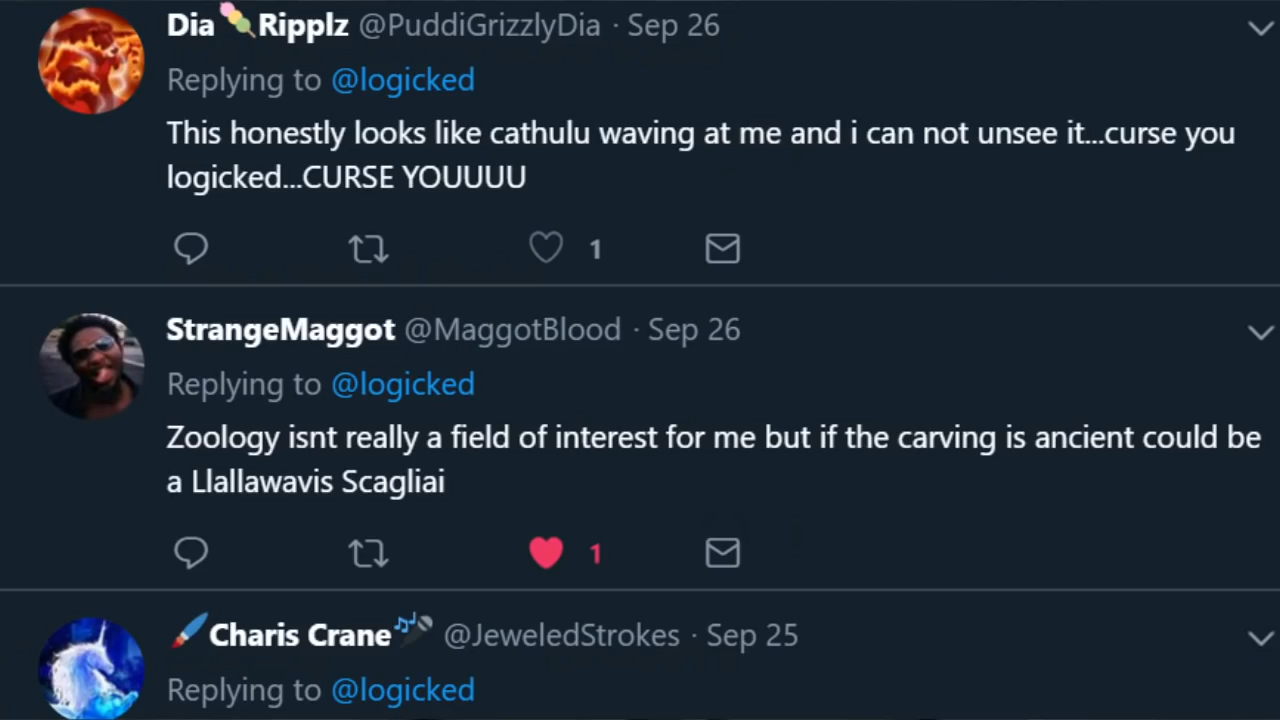 Dia🍡Ripplz @PuddiGrizzlyDia · Sep 26
Replying to @logicked
This honestly looks like cathulu waving at me and i can not unsee it...curse you
logicked...CURSE YOUUUU
1
StrangeMaggot @MaggotBlood · Sep 26
Replying to @logicked
Zoology isnt really a field of interest for me but if the carving is ancient could be
a Llallawavis Scagliai
1
🖌️Charis Crane🎤 @JeweledStrokes · Sep 25
Replying to @logicked